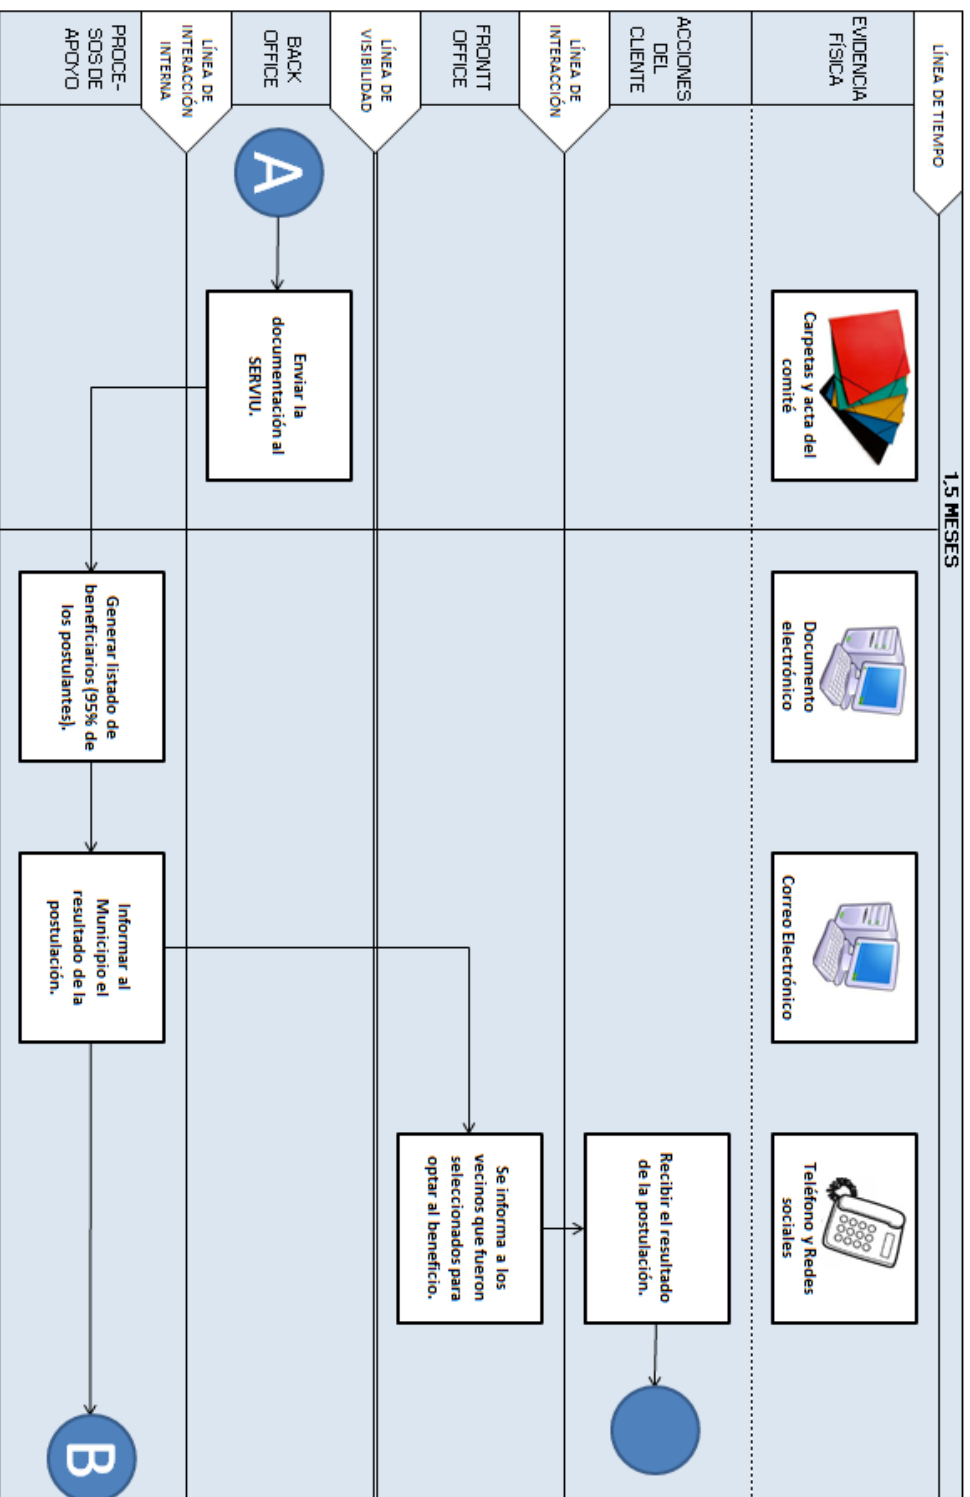 LÍNEA DE TIEMPO
1,5 MESES
EVIDENCIA
FÍSICA
Carpetas y acta del
comité
Documento
electrónico
Correo Electrónico
Teléfono y Redes
sociales
ACCIONES
DEL
CLIENTE
Recibir el resultado
de la postulación.
LÍNEA DE
INTERACCIÓN
FRONTT
OFFICE
Se informa a los
vecinos que fueron
seleccionados para
optar al beneficio.
LÍNEA DE
VISIBILIDAD
BACK
OFFICE
A
Enviar la
documentación al
SERVIU.
LÍNEA DE
INTERACCIÓN
INTERNA
PROCE-
SOS DE
APOYO
Generar listado de
beneficiarios (95% de
los postulantes).
Informar al
Municipio el
resultado de la
postulación.
B